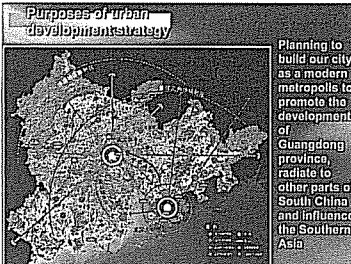 Purposes of urban
development strategy
Planning to
build our city
as a modern
metropolis to
promote the
development
of
Guangdong
province,
radiate to
other parts o
South China
and influence
the Southern
Asia